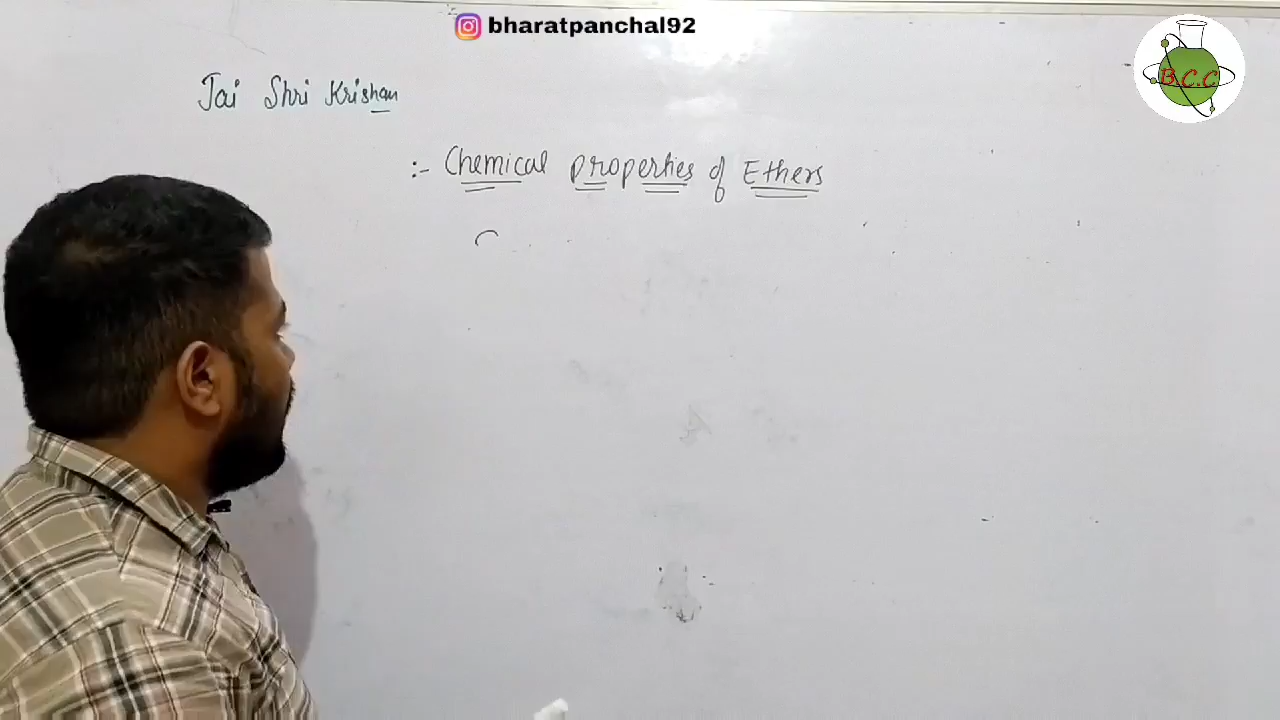 bharatpanchal92
B.C.C
Jai Shri Krishan
:- Chemical properties of Ethers